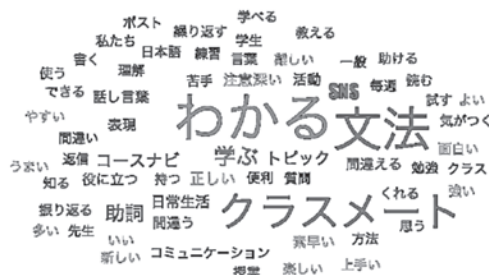 ポスト 学べる
私たち 繰り返す 学生 教える
書く 日本語 練習 言葉 難しい 一般 助ける
使う 理解 苦手 注意深い 活動 SNS 毎週 読む
できる 話し言葉 わかる 文法 試す よい
やすい 表現 気がつく
間違い 面白い
うまい 返信 コースナビ 学ぶ トピック 間違える 勉強 クラス
知る 役に立つ 持つ 正しい 便利 質問 強い
振り返る 助詞 日常生活 クラスメート くれる
多い 先生 間違う 思う
いい 素早い 方法
新しい コミュニケーション
授業 楽しい 上手い